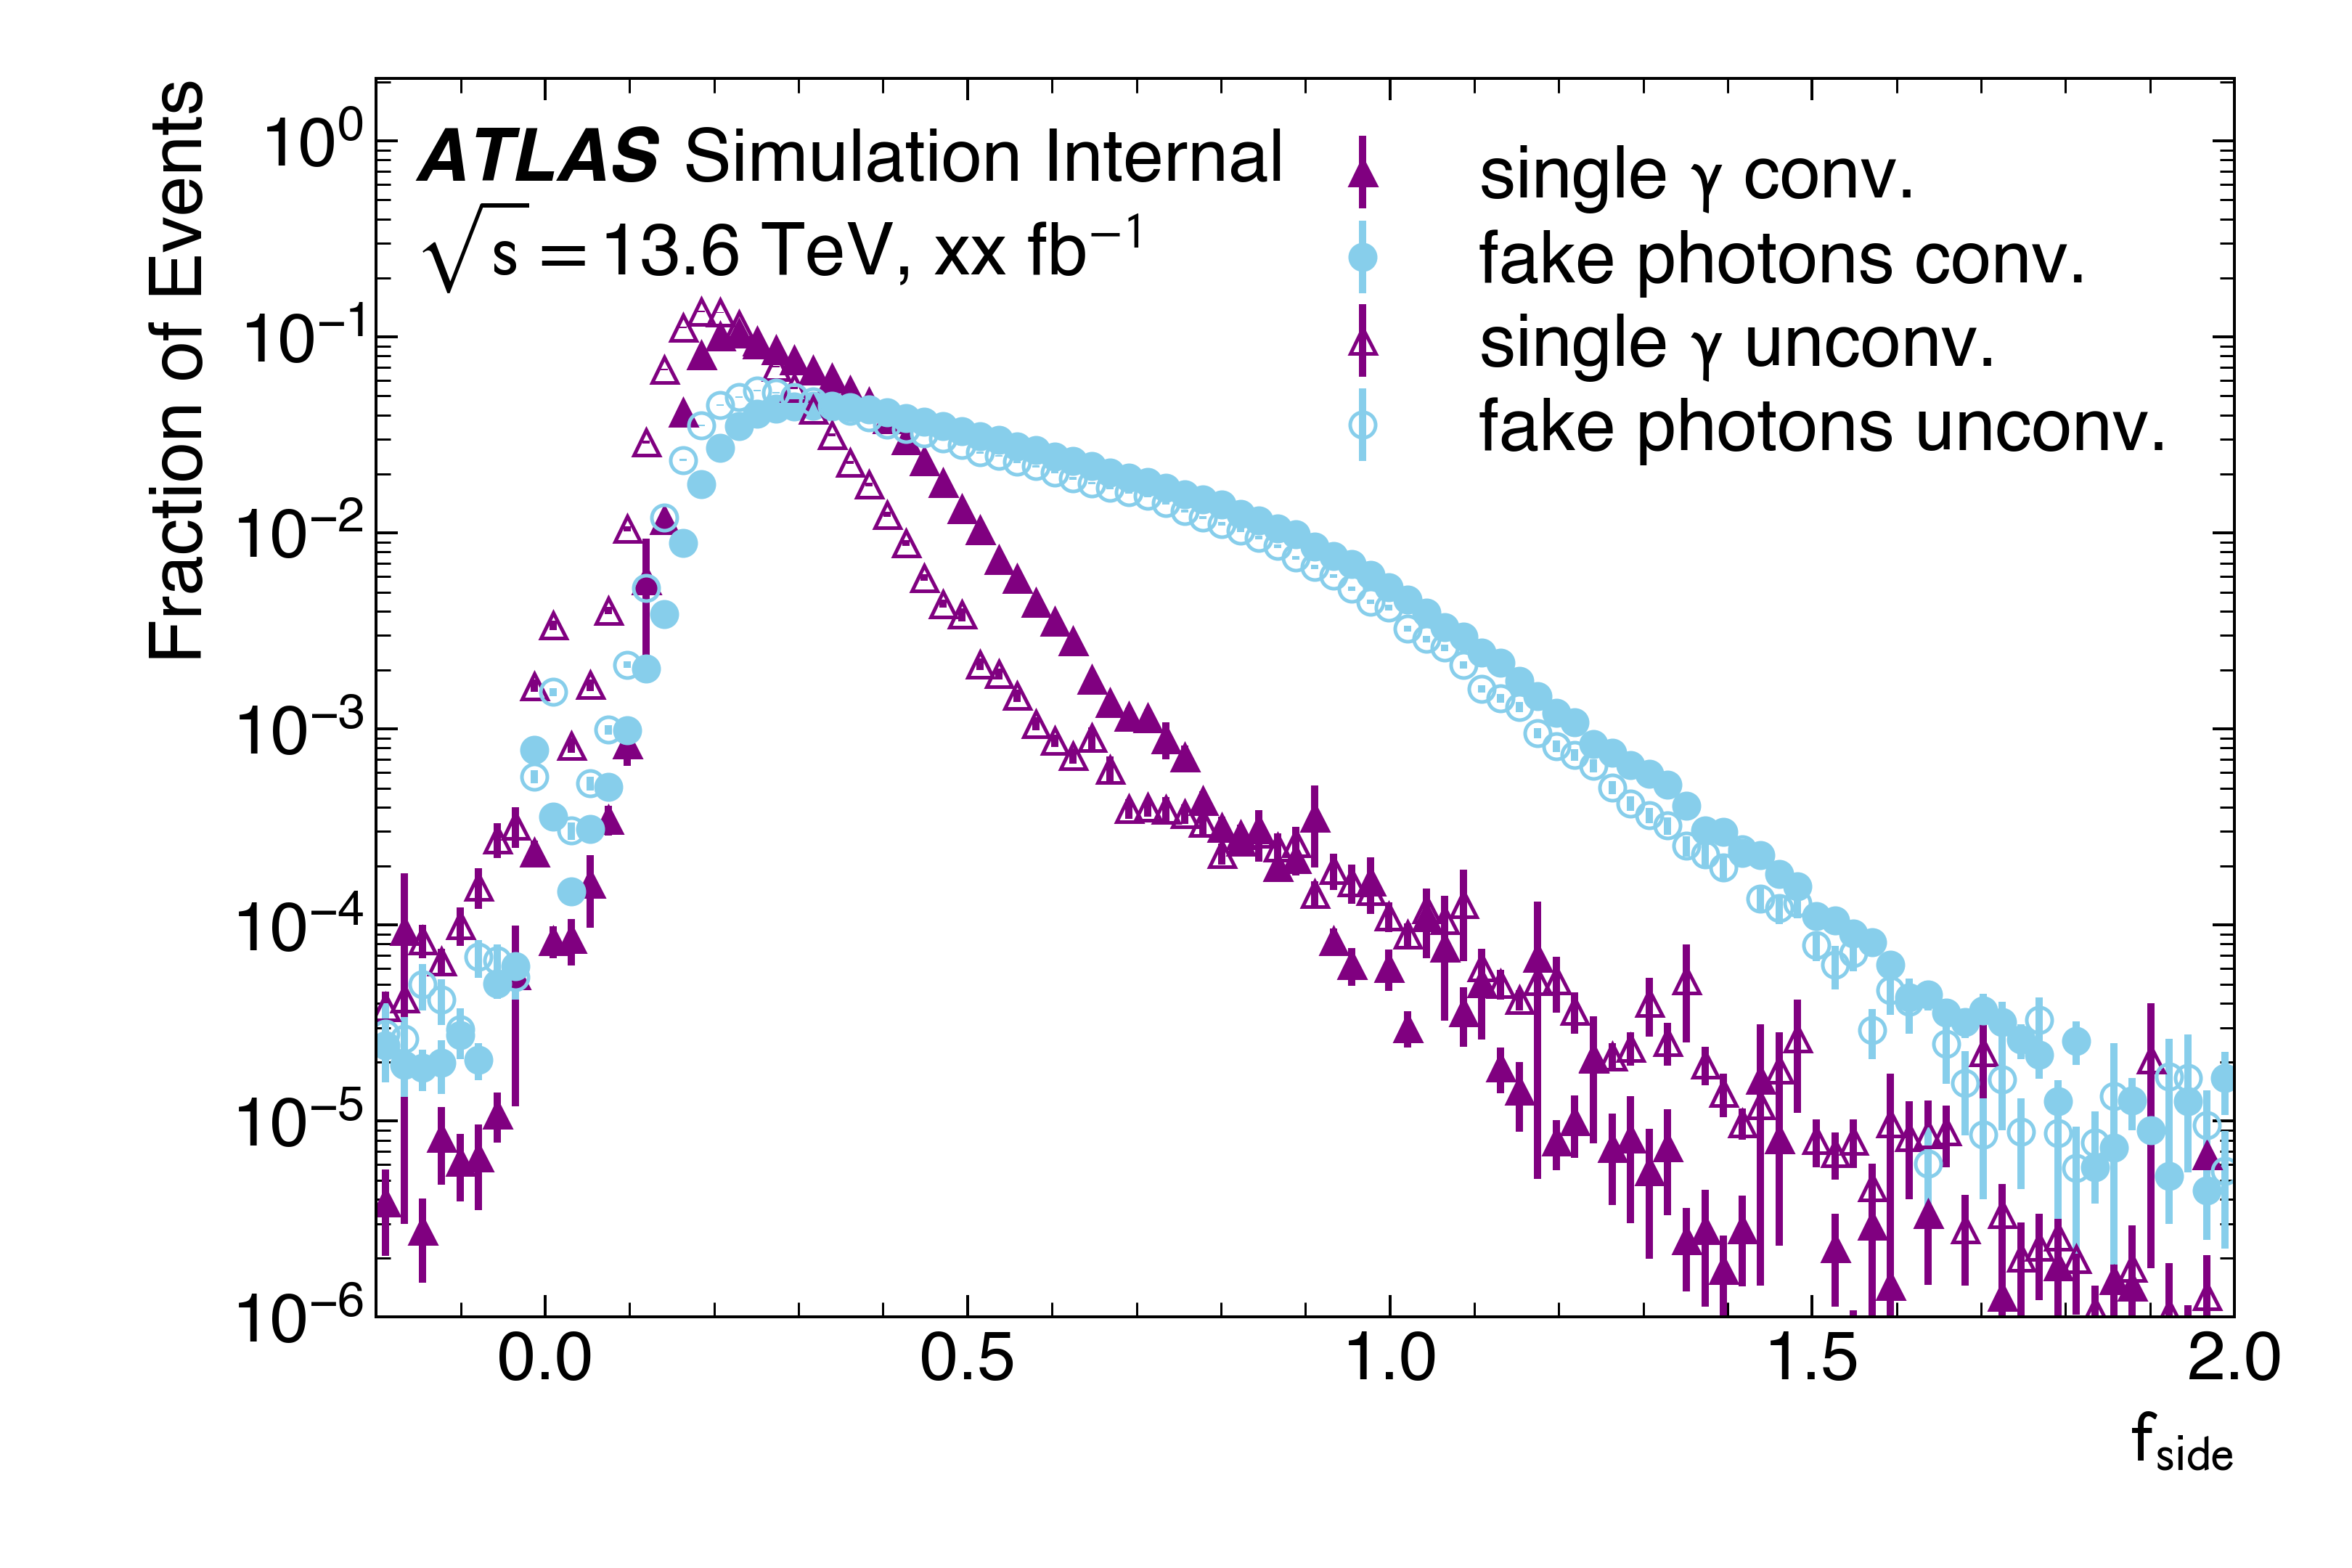 Fraction of Events
10⁰
10⁻¹
10⁻²
10⁻³
10⁻⁴
10⁻⁵
10⁻⁶
ATLAS Simulation Internal
√s = 13.6 TeV, xx fb⁻¹
single γ conv.
fake photons conv.
single γ unconv.
fake photons unconv.
0.0 0.5 1.0 1.5 2.0
f_side